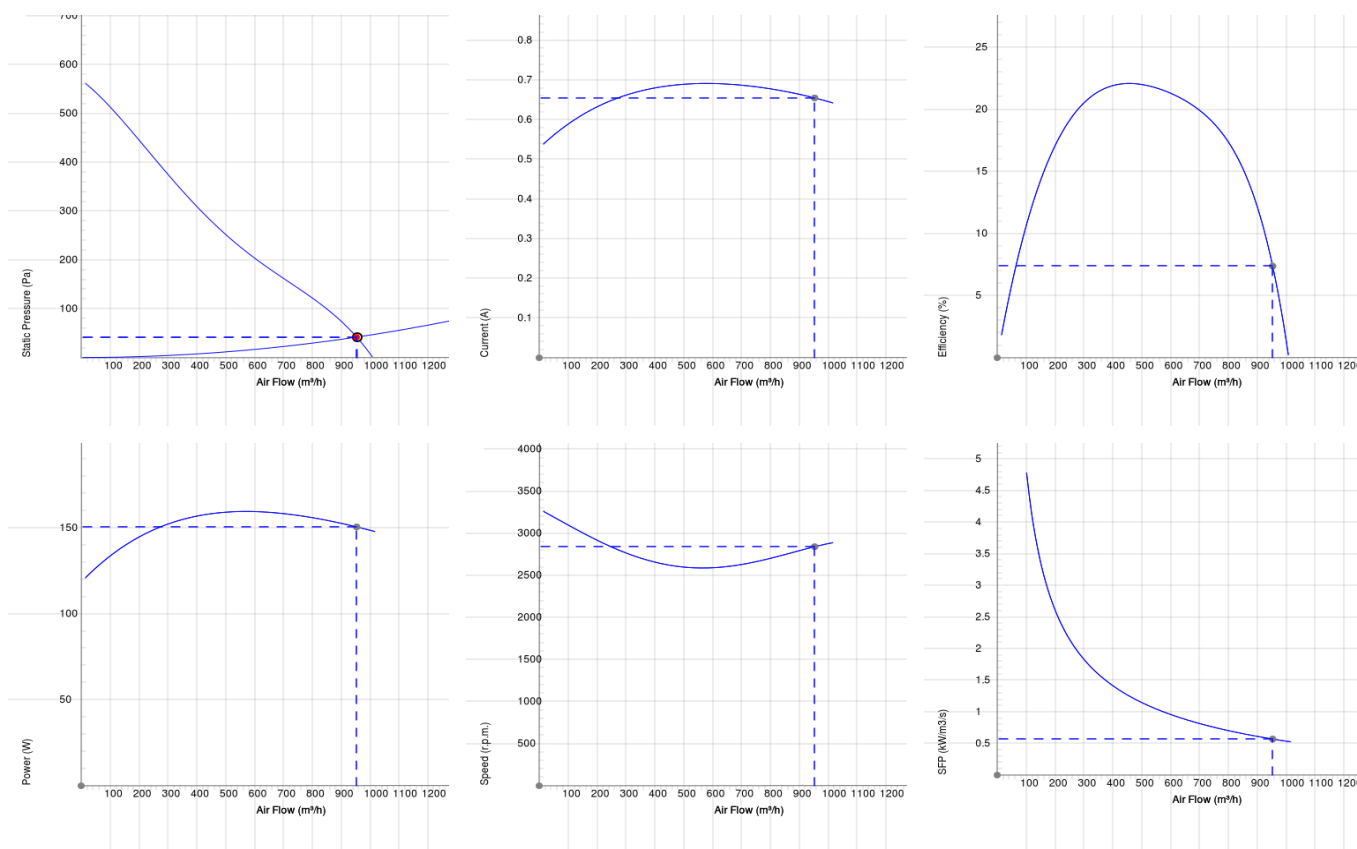 700
600
500
400
300
200
100
Static Pressure (Pa)
100 200 300 400 500 600 700 800 900 1000 1100 1200
Air Flow (m³/h)
0.8
0.7
0.6
0.5
0.4
0.3
0.2
0.1
Current (A)
100 200 300 400 500 600 700 800 900 1000 1100 1200
Air Flow (m³/h)
25
20
15
10
5
Efficiency (%)
100 200 300 400 500 600 700 800 900 1000 1100 120
Air Flow (m³/h)
150
100
50
Power (W)
100 200 300 400 500 600 700 800 900 1000 1100 1200
Air Flow (m³/h)
4000
3500
3000
2500
2000
1500
1000
500
Speed (r.p.m.)
100 200 300 400 500 600 700 800 900 1000 1100 1200
Air Flow (m³/h)
5
4.5
4
3.5
3
2.5
2
1.5
1
0.5
SFP (kW/m3/s)
100 200 300 400 500 600 700 800 900 1000 1100 120
Air Flow (m³/h)